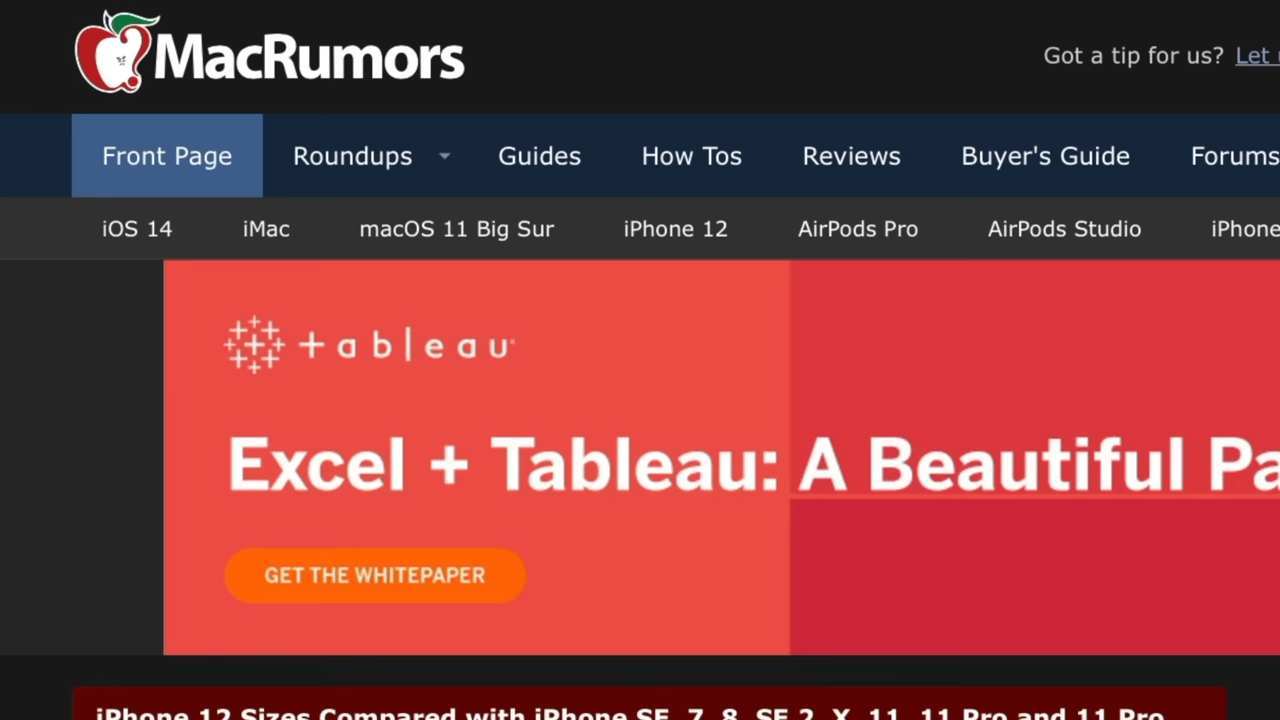 MacRumors
Got a tip for us? Let
Front Page Roundups Guides How Tos Reviews Buyer's Guide Forums
iOS 14 iMac macOS 11 Big Sur iPhone 12 AirPods Pro AirPods Studio iPhone
+ableau
Excel + Tableau: A Beautiful Pa
GET THE WHITEPAPER
iPhone 12 Sizes Compared with iPhone SE, 7, 8, SE 2, X, 11, 11 Pro and 11 Pro